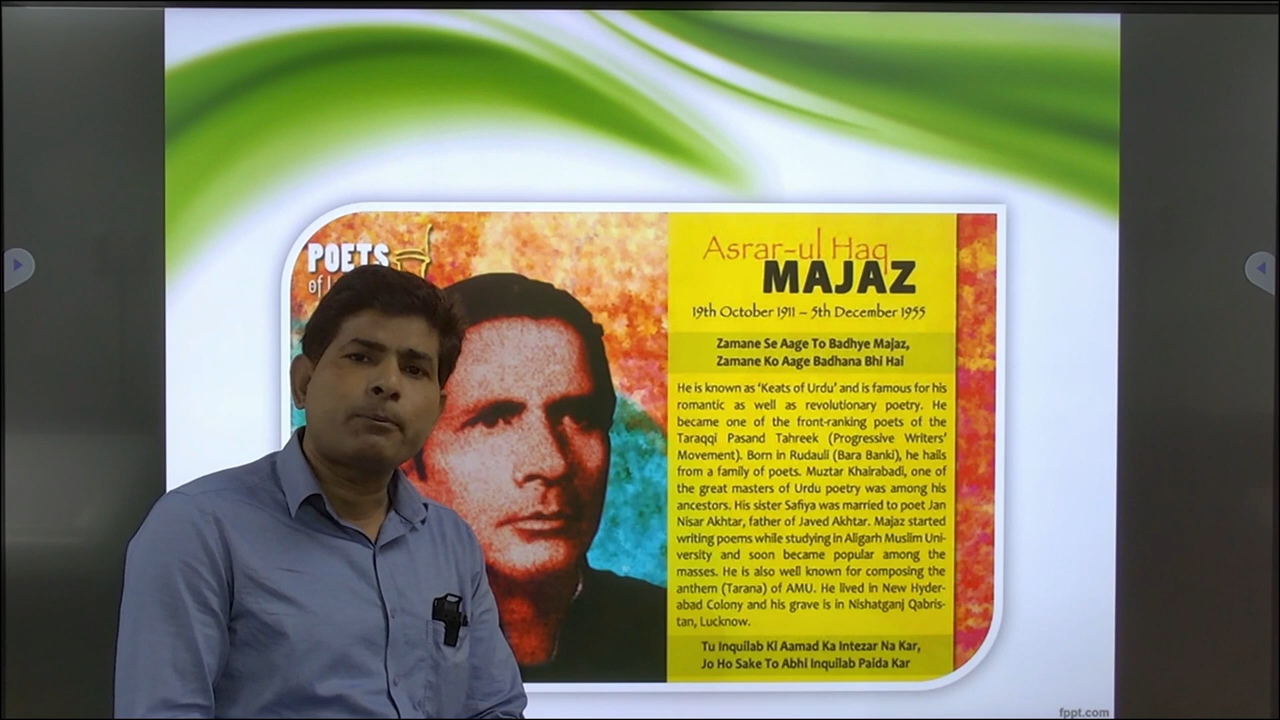 POETS
of
Asrar-ul Haq
MAJAZ
19th October 1911 – 5th December 1955
Zamane Se Aage To Badhye Majaz,
Zamane Ko Aage Badhana Bhi Hai
He is known as ‘Keats of Urdu’ and is famous for his
romantic as well as revolutionary poetry. He
became one of the front-ranking poets of the
Taraqqi Pasand Tahreek (Progressive Writers’
Movement). Born in Rudauli (Bara Banki), he hails
from a family of poets. Muztar Khairabadi, one of
the great masters of Urdu poetry was among his
ancestors. His sister Safiya was married to poet Jan
Nisar Akhtar, father of Javed Akhtar. Majaz started
writing poems while studying in Aligarh Muslim Uni-
versity and soon became popular among the
masses. He is also well known for composing the
anthem (Tarana) of AMU. He lived in New Hyder-
abad Colony and his grave is in Nishatganj Qabris-
tan, Lucknow.
Tu Inquilab Ki Aamad Ka Intezar Na Kar,
Jo Ho Sake To Abhi Inquilab Paida Kar
fppt.com